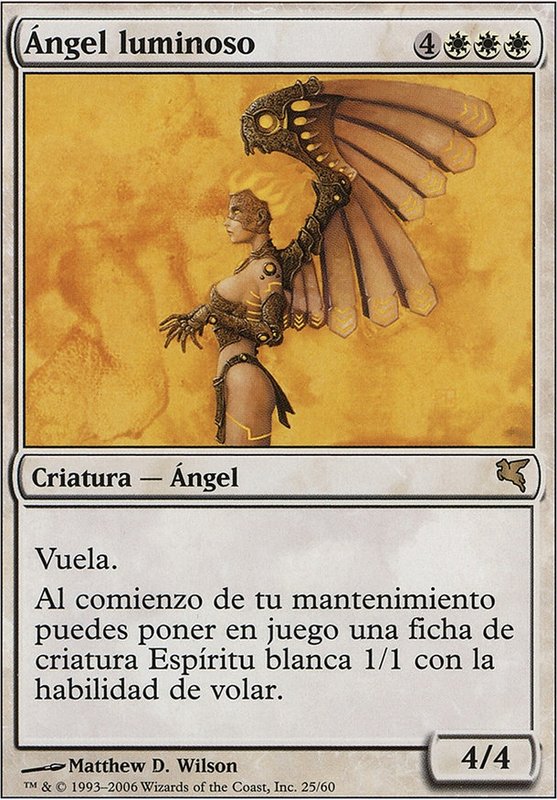 Ángel luminoso
4
Criatura — Ángel
Vuela.
Al comienzo de tu mantenimiento
puedes poner en juego una ficha de
criatura Espíritu blanca 1/1 con la
habilidad de volar.
4/4
Matthew D. Wilson
™ & © 1993–2006 Wizards of the Coast, Inc. 25/60